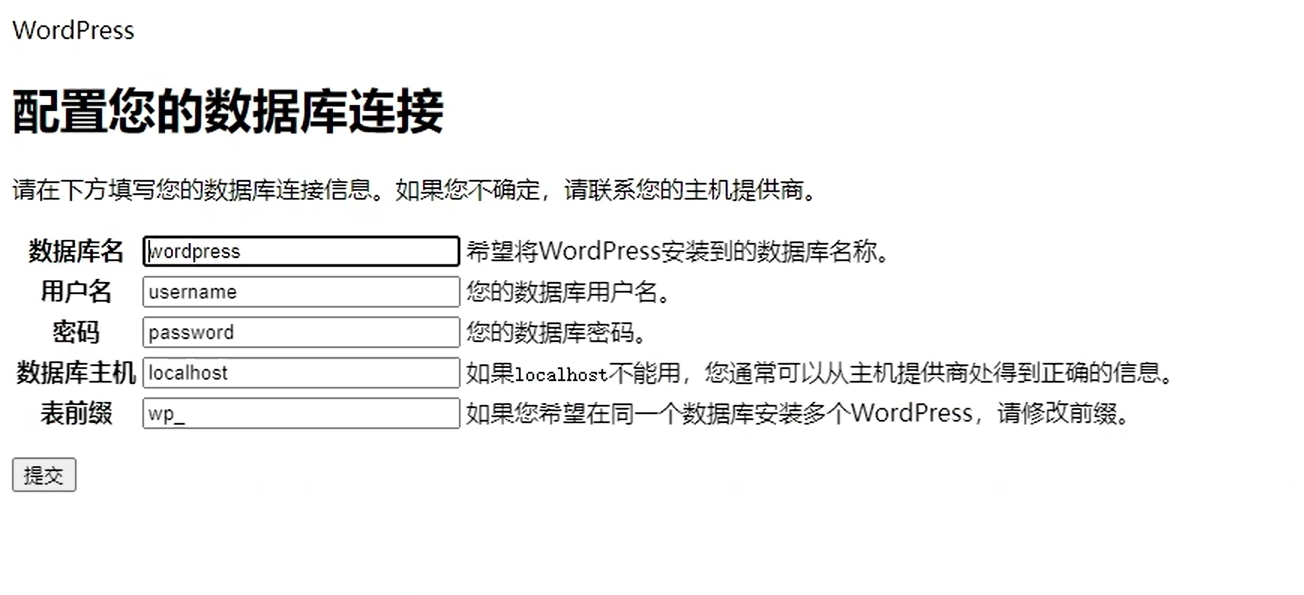 WordPress
配置您的数据库连接
请在下方填写您的数据库连接信息。如果您不确定，请联系您的主机提供商。
数据库名 wordpress 希望将WordPress安装到的数据库名称。
用户名 username 您的数据库用户名。
密码 password 您的数据库密码。
数据库主机 localhost 如果localhost不能用，您通常可以从主机提供商处得到正确的信息。
表前缀 wp_ 如果您希望在同一个数据库安装多个WordPress，请修改前缀。
提交